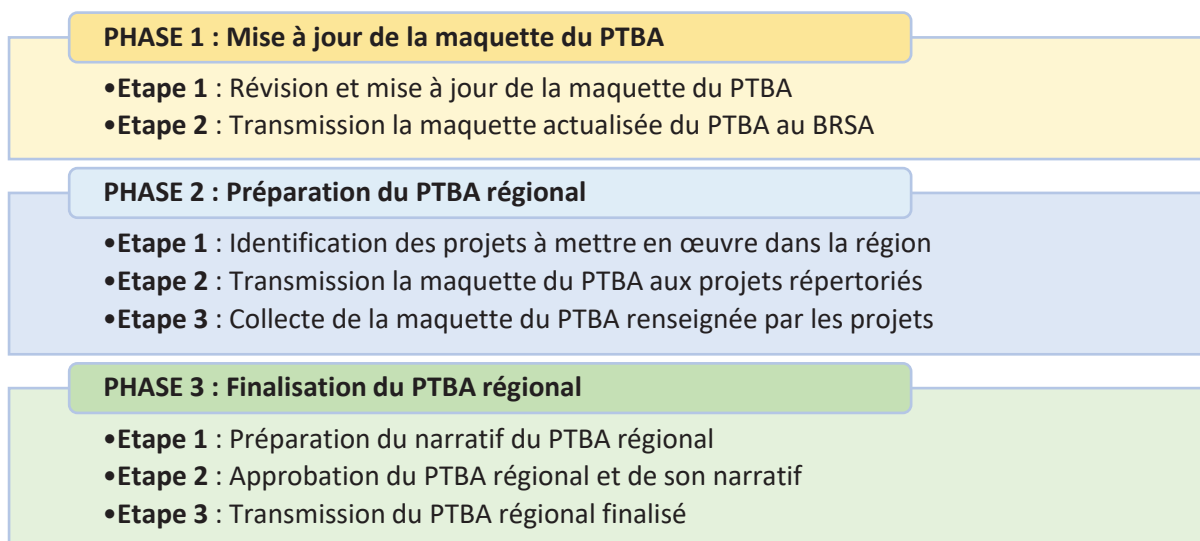 PHASE 1 : Mise à jour de la maquette du PTBA
•Etape 1 : Révision et mise à jour de la maquette du PTBA
•Etape 2 : Transmission la maquette actualisée du PTBA au BRSA
PHASE 2 : Préparation du PTBA régional
•Etape 1 : Identification des projets à mettre en œuvre dans la région
•Etape 2 : Transmission la maquette du PTBA aux projets répertoriés
•Etape 3 : Collecte de la maquette du PTBA renseignée par les projets
PHASE 3 : Finalisation du PTBA régional
•Etape 1 : Préparation du narratif du PTBA régional
•Etape 2 : Approbation du PTBA régional et de son narratif
•Etape 3 : Transmission du PTBA régional finalisé